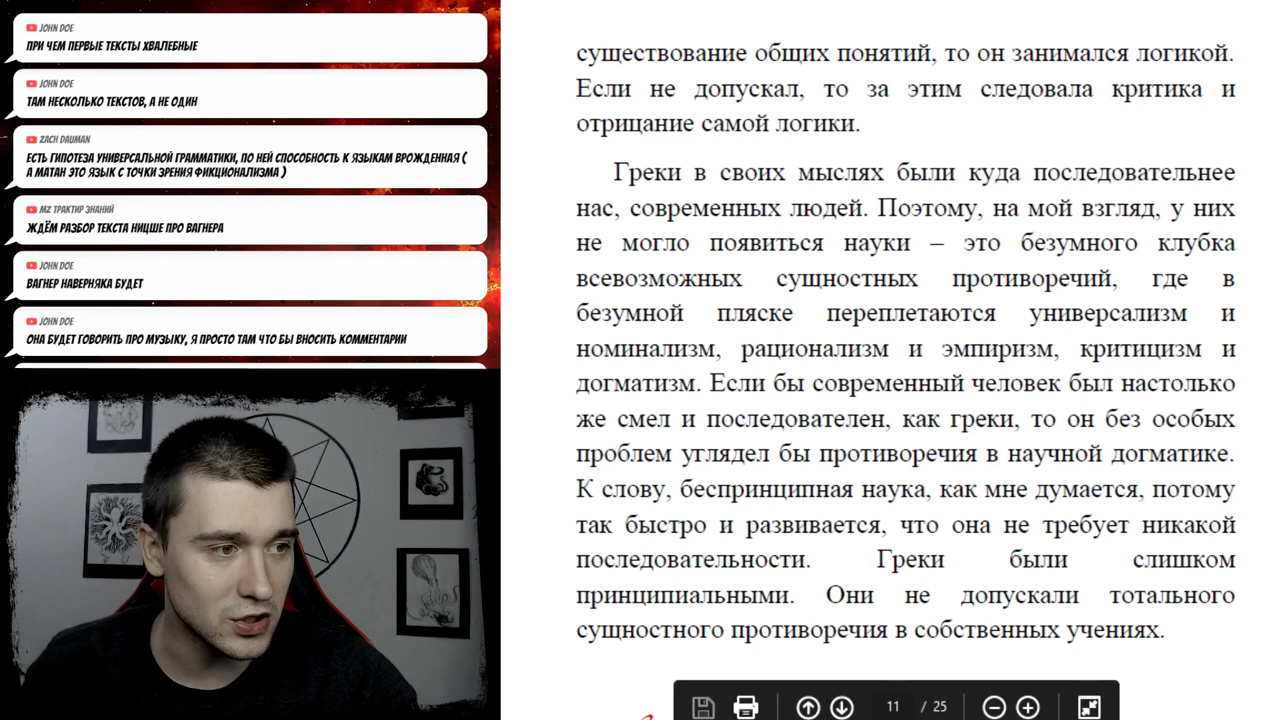 JOHN DOE
ПРИ ЧЕМ ПЕРВЫЕ ТЕКСТЫ ХВАЛЕБНЫЕ
JOHN DOE
ТАМ НЕСКОЛЬКО ТЕКСТОВ, А НЕ ОДИН
ZACH DAUMAN
ЕСТЬ ГИПОТЕЗА УНИВЕРСАЛЬНОЙ ГРАММАТИКИ, ПО НЕЙ СПОСОБНОСТЬ К ЯЗЫКАМ ВРОЖДЕННАЯ (
А МАТАН ЭТО ЯЗЫК С ТОЧКИ ЗРЕНИЯ ФИКЦИОНАЛИЗМА )
MZ ТРАКТИР ЗНАНИЙ
ЖДЁМ РАЗБОР ТЕКСТА НИЦШЕ ПРО ВАГНЕРА
JOHN DOE
ВАГНЕР НАВЕРНЯКА БУДЕТ
JOHN DOE
ОНА БУДЕТ ГОВОРИТЬ ПРО МУЗЫКУ, Я ПРОСТО ТАМ ЧТО БЫ ВНОСИТЬ КОММЕНТАРИИ
существование общих понятий, то он занимался логикой.
Если не допускал, то за этим следовала критика и
отрицание самой логики.
Греки в своих мыслях были куда последовательнее
нас, современных людей. Поэтому, на мой взгляд, у них
не могло появиться науки – это безумного клубка
всевозможных сущностных противоречий, где в
безумной пляске переплетаются универсализм и
номинализм, рационализм и эмпиризм, критицизм и
догматизм. Если бы современный человек был настолько
же смел и последователен, как греки, то он без особых
проблем углядел бы противоречия в научной догматике.
К слову, беспринципная наука, как мне думается, потому
так быстро и развивается, что она не требует никакой
последовательности. Греки были слишком
принципиальными. Они не допускали тотального
сущностного противоречия в собственных учениях.
11 / 25